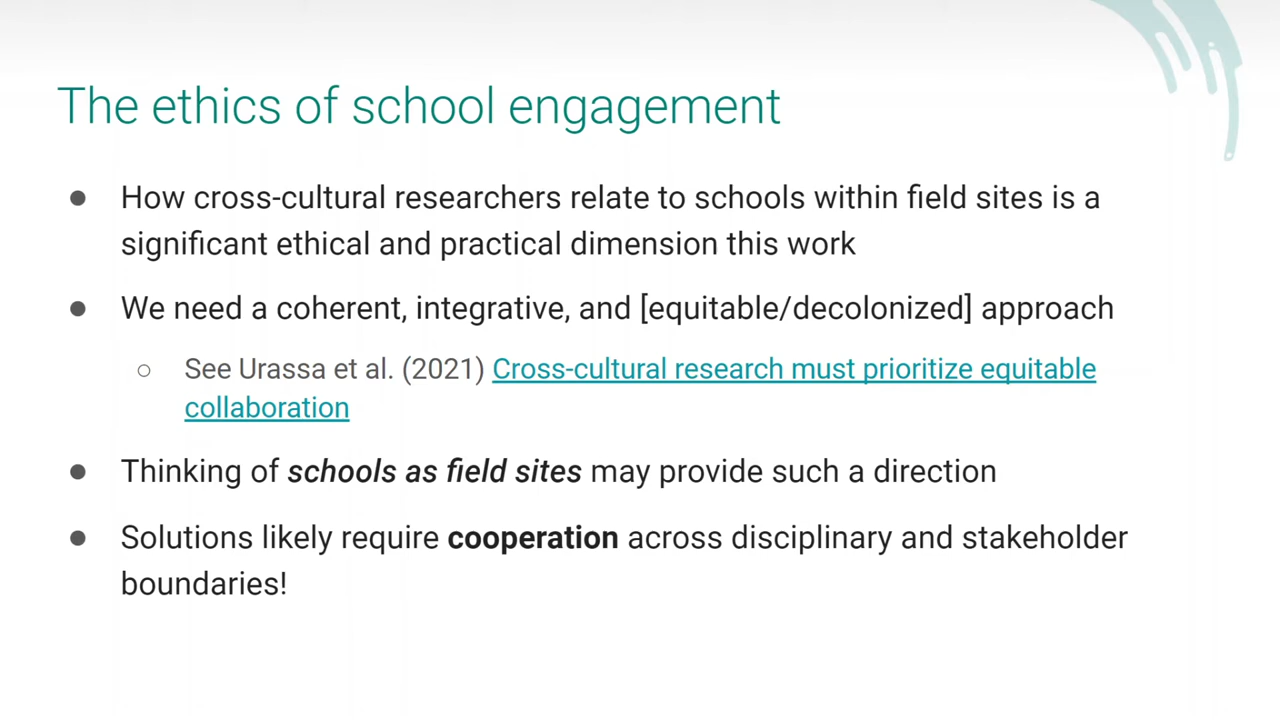 The ethics of school engagement
● How cross-cultural researchers relate to schools within field sites is a
significant ethical and practical dimension this work
● We need a coherent, integrative, and [equitable/decolonized] approach
○ See Urassa et al. (2021) Cross-cultural research must prioritize equitable
collaboration
● Thinking of schools as field sites may provide such a direction
● Solutions likely require cooperation across disciplinary and stakeholder
boundaries!